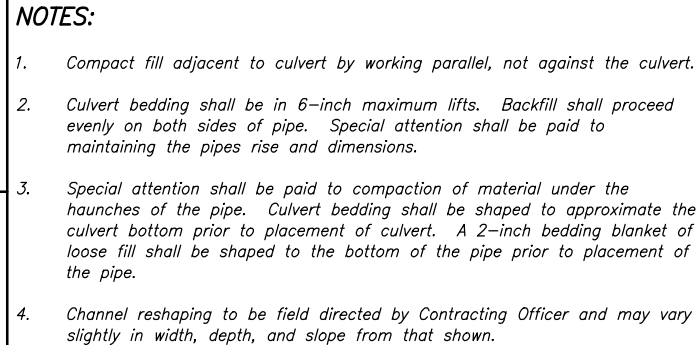 NOTES:
1. Compact fill adjacent to culvert by working parallel, not against the culvert.
2. Culvert bedding shall be in 6-inch maximum lifts. Backfill shall proceed
evenly on both sides of pipe. Special attention shall be paid to
maintaining the pipes rise and dimensions.
3. Special attention shall be paid to compaction of material under the
haunches of the pipe. Culvert bedding shall be shaped to approximate the
culvert bottom prior to placement of culvert. A 2-inch bedding blanket of
loose fill shall be shaped to the bottom of the pipe prior to placement of
the pipe.
4. Channel reshaping to be field directed by Contracting Officer and may vary
slightly in width, depth, and slope from that shown.